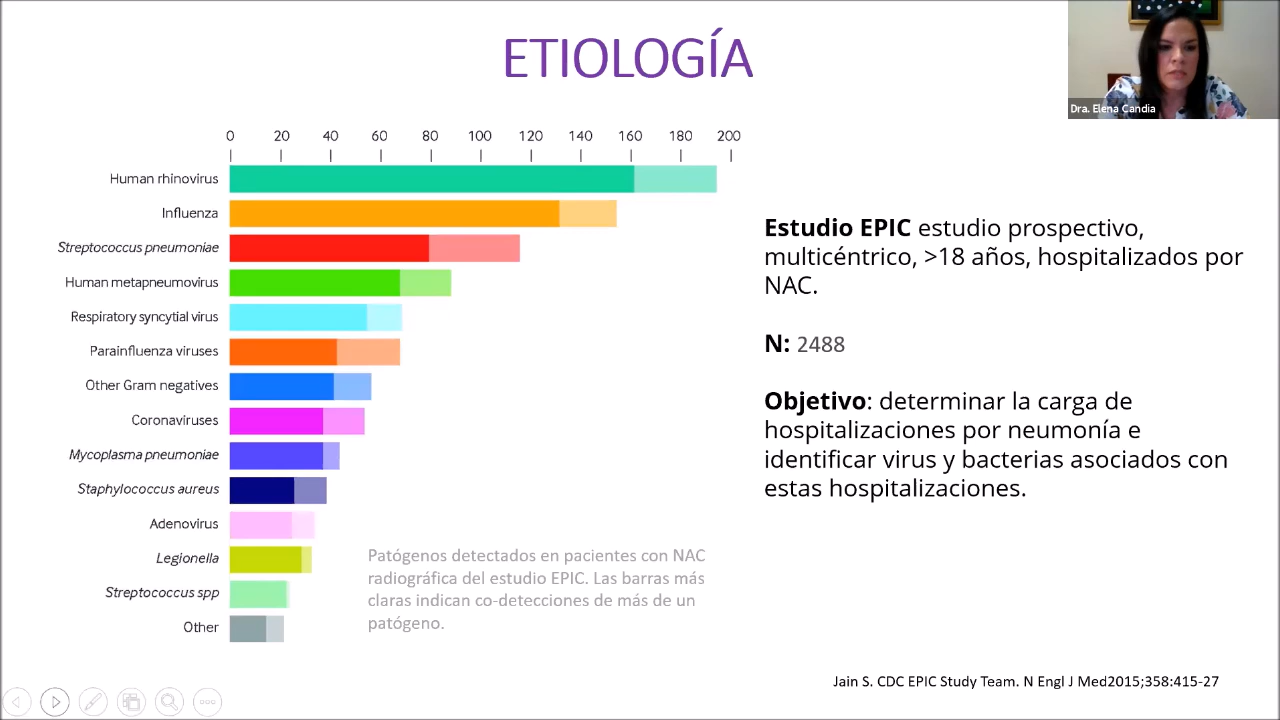 ETIOLOGÍA
Dra. Elena Candia
0 20 40 60 80 100 120 140 160 180 200
Human rhinovirus
Influenza
Streptococcus pneumoniae
Human metapneumovirus
Respiratory syncytial virus
Parainfluenza viruses
Other Gram negatives
Coronaviruses
Mycoplasma pneumoniae
Staphylococcus aureus
Adenovirus
Legionella
Streptococcus spp
Other
Patógenos detectados en pacientes con NAC
radiográfica del estudio EPIC. Las barras más
claras indican co-detecciones de más de un
patógeno.
Estudio EPIC estudio prospectivo,
multicéntrico, >18 años, hospitalizados por
NAC.
N: 2488
Objetivo: determinar la carga de
hospitalizaciones por neumonía e
identificar virus y bacterias asociados con
estas hospitalizaciones.
Jain S. CDC EPIC Study Team. N Engl J Med2015;358:415-27